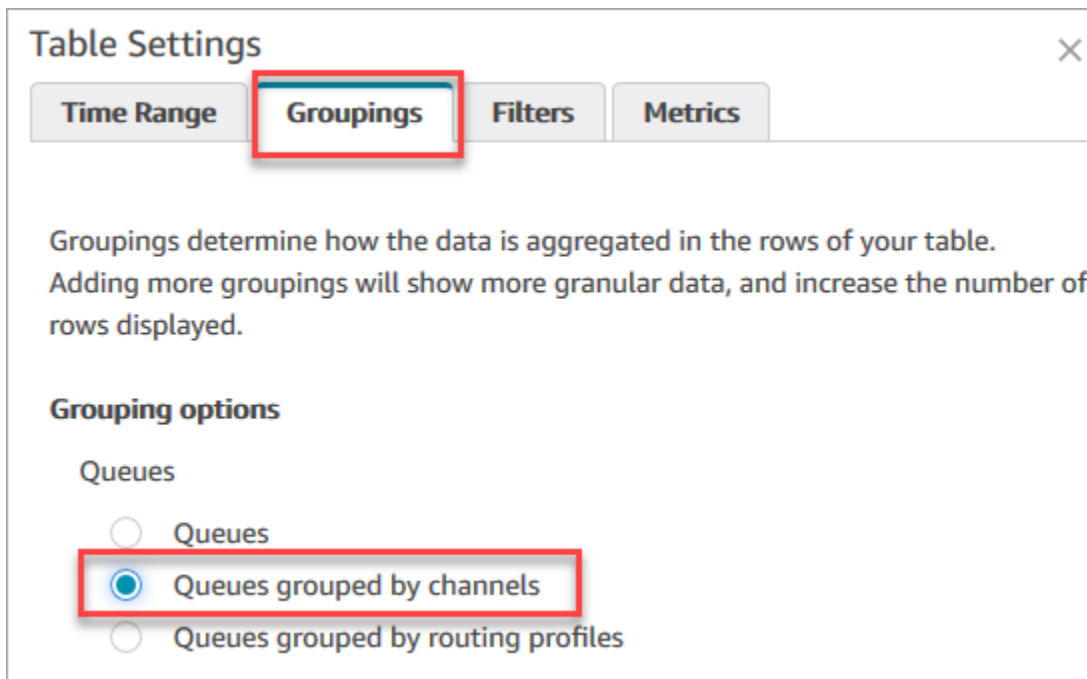 Table Settings
Time Range Groupings Filters Metrics
Groupings determine how the data is aggregated in the rows of your table.
Adding more groupings will show more granular data, and increase the number of
rows displayed.
Grouping options
Queues
Queues
Queues grouped by channels
Queues grouped by routing profiles